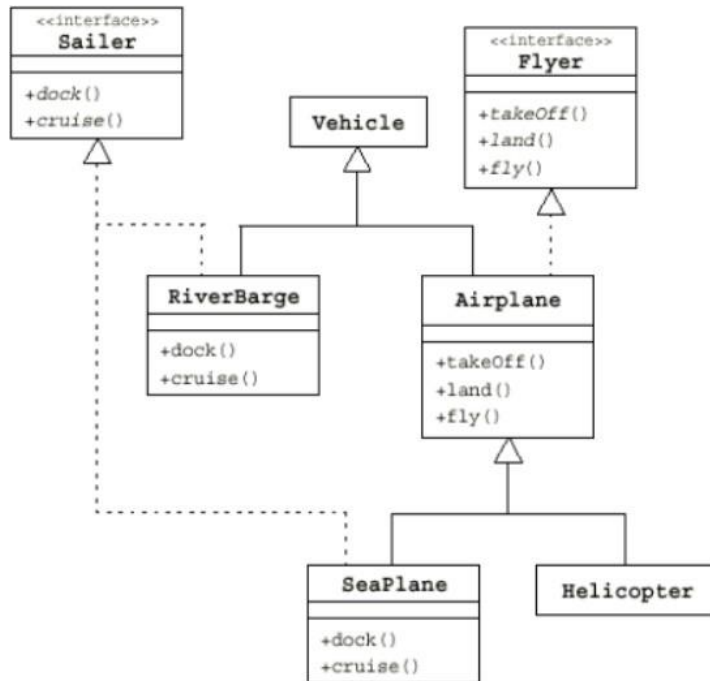 <<interface>>
Sailer
+dock()
+cruise()
<<interface>>
Flyer
+takeOff()
+land()
+fly()
Vehicle
RiverBarge
+dock()
+cruise()
Airplane
+takeOff()
+land()
+fly()
SeaPlane
+dock()
+cruise()
Helicopter